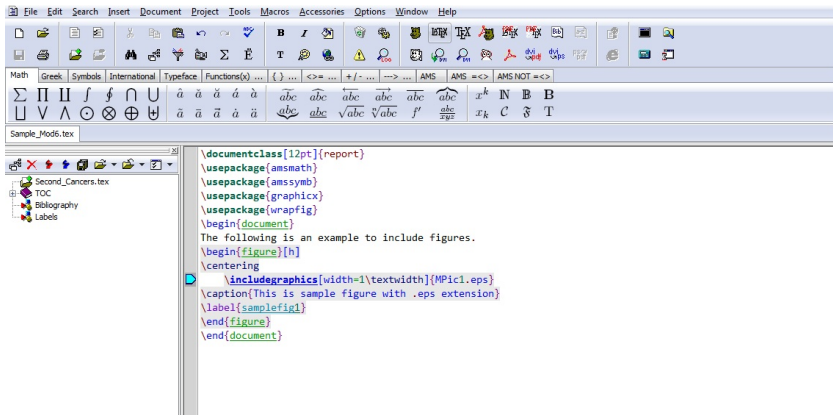 File Edit Search Insert Document Project Tools Macros Accessories Options Window Help
Math Greek Symbols International Typeface Functions(x) ... { } ... <>= ... +/- ... ---> ... AMS AMS =<> AMS NOT =<>
Sample_Mod6.tex
Second_Cancers.tex
TOC
Bibliography
Labels
\documentclass[12pt]{report}
\usepackage{amsmath}
\usepackage{amssymb}
\usepackage{graphicx}
\usepackage{wrapfig}
\begin{document}
The following is an example to include figures.
\begin{figure}[h]
\centering
\includegraphics[width=1\textwidth]{MPic1.eps}
\caption{This is sample figure with .eps extension}
\label{samplefig1}
\end{figure}
\end{document}